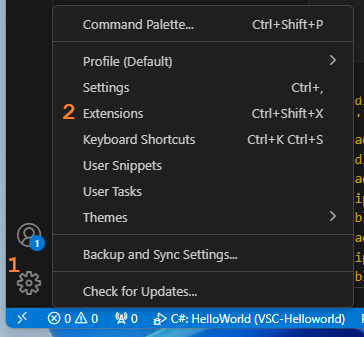 Command Palette... Ctrl+Shift+P
Profile (Default)
Settings Ctrl+,
2 Extensions Ctrl+Shift+X
Keyboard Shortcuts Ctrl+K Ctrl+S
User Snippets
User Tasks
Themes
1
1
Backup and Sync Settings...
Check for Updates...
0 0 0 C#: HelloWorld (VSC-Helloworld)